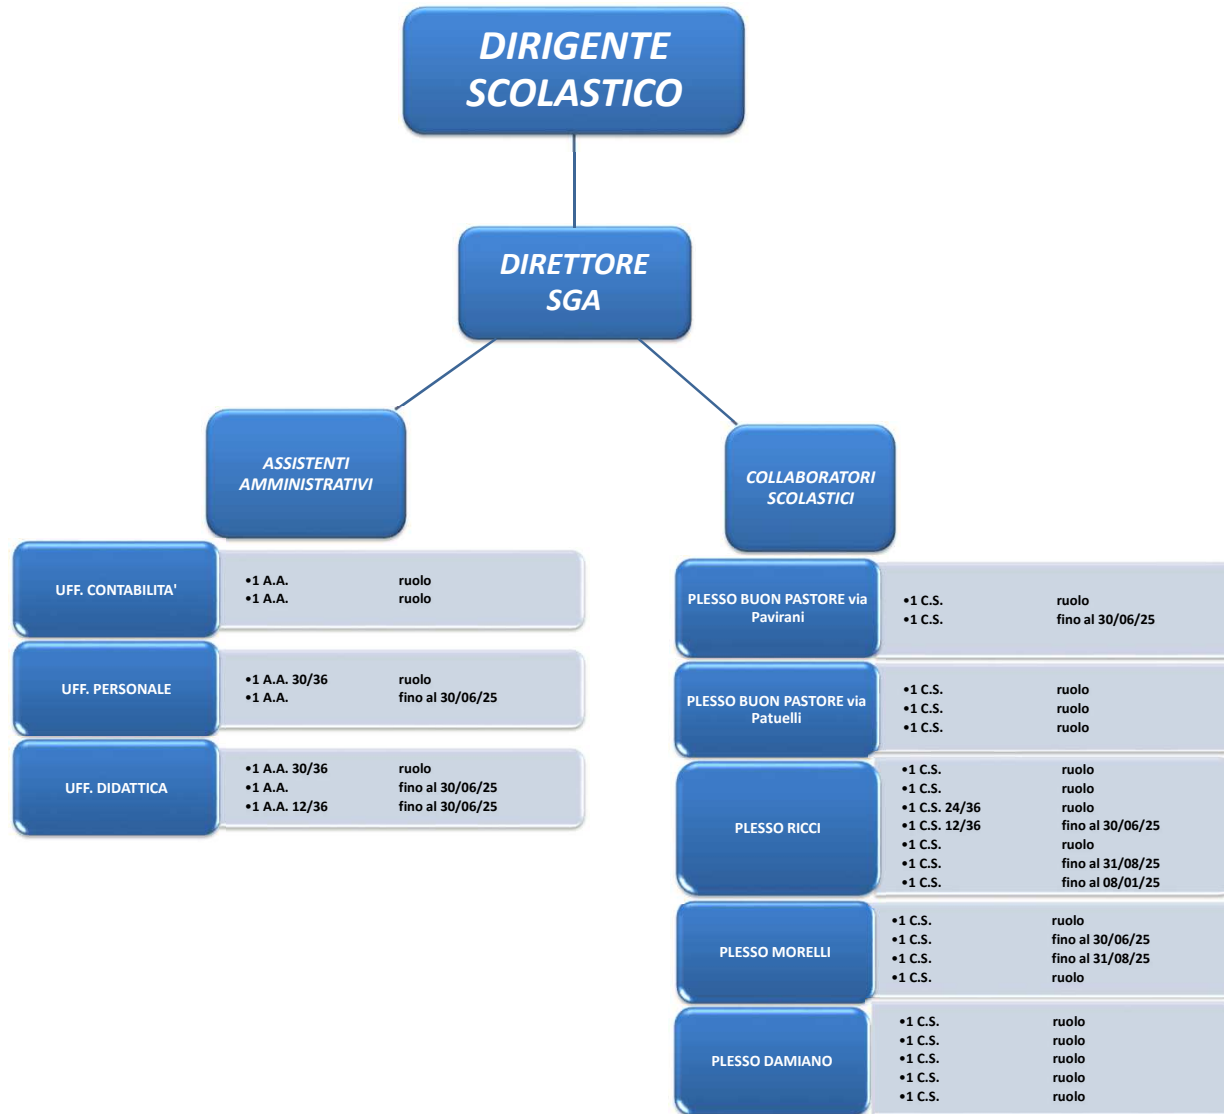 DIRIGENTE
SCOLASTICO
DIRETTORE
SGA
ASSISTENTI
AMMINISTRATIVI
UFF. CONTABILITA'
•1 A.A. ruolo
•1 A.A. ruolo
UFF. PERSONALE
•1 A.A. 30/36 ruolo
•1 A.A. fino al 30/06/25
UFF. DIDATTICA
•1 A.A. 30/36 ruolo
•1 A.A. fino al 30/06/25
•1 A.A. 12/36 fino al 30/06/25
COLLABORATORI
SCOLASTICI
PLESSO BUON PASTORE via
Pavirani
•1 C.S. ruolo
•1 C.S. fino al 30/06/25
PLESSO BUON PASTORE via
Patuelli
•1 C.S. ruolo
•1 C.S. ruolo
•1 C.S. ruolo
PLESSO RICCI
•1 C.S. ruolo
•1 C.S. ruolo
•1 C.S. 24/36 ruolo
•1 C.S. 12/36 fino al 30/06/25
•1 C.S. ruolo
•1 C.S. fino al 31/08/25
•1 C.S. fino al 08/01/25
PLESSO MORELLI
•1 C.S. ruolo
•1 C.S. fino al 30/06/25
•1 C.S. fino al 31/08/25
•1 C.S. ruolo
PLESSO DAMIANO
•1 C.S. ruolo
•1 C.S. ruolo
•1 C.S. ruolo
•1 C.S. ruolo
•1 C.S. ruolo